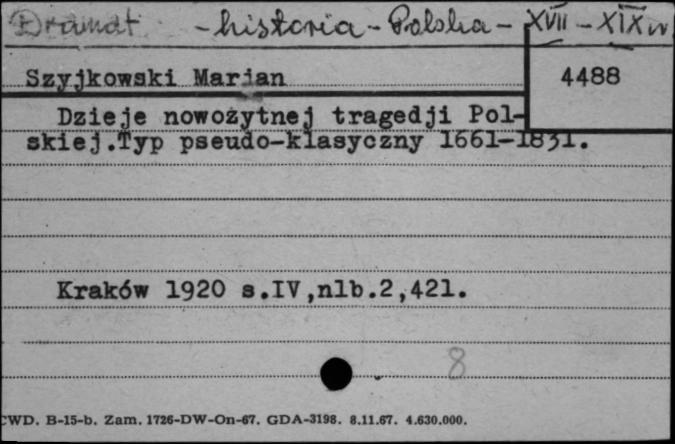 Dramat - historia - Polska - XVII - XIX w
Szyjkowski Marian
4488
Dzieje nowożytnej tragedji Pol-
skiej.Typ pseudo-klasyczny 1661-1831.
Kraków 1920 s.IV,nlb.2,421.
8
CWD. B-15-b. Zam. 1726-DW-On-67. GDA-3198. 8.11.67. 4.630.000.